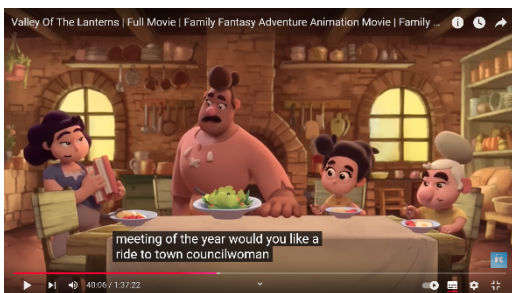 Valley Of The Lanterns | Full Movie | Family Fantasy Adventure Animation Movie | Family ...
meeting of the year would you like a
ride to town councilwoman
40:06 / 1:37:22